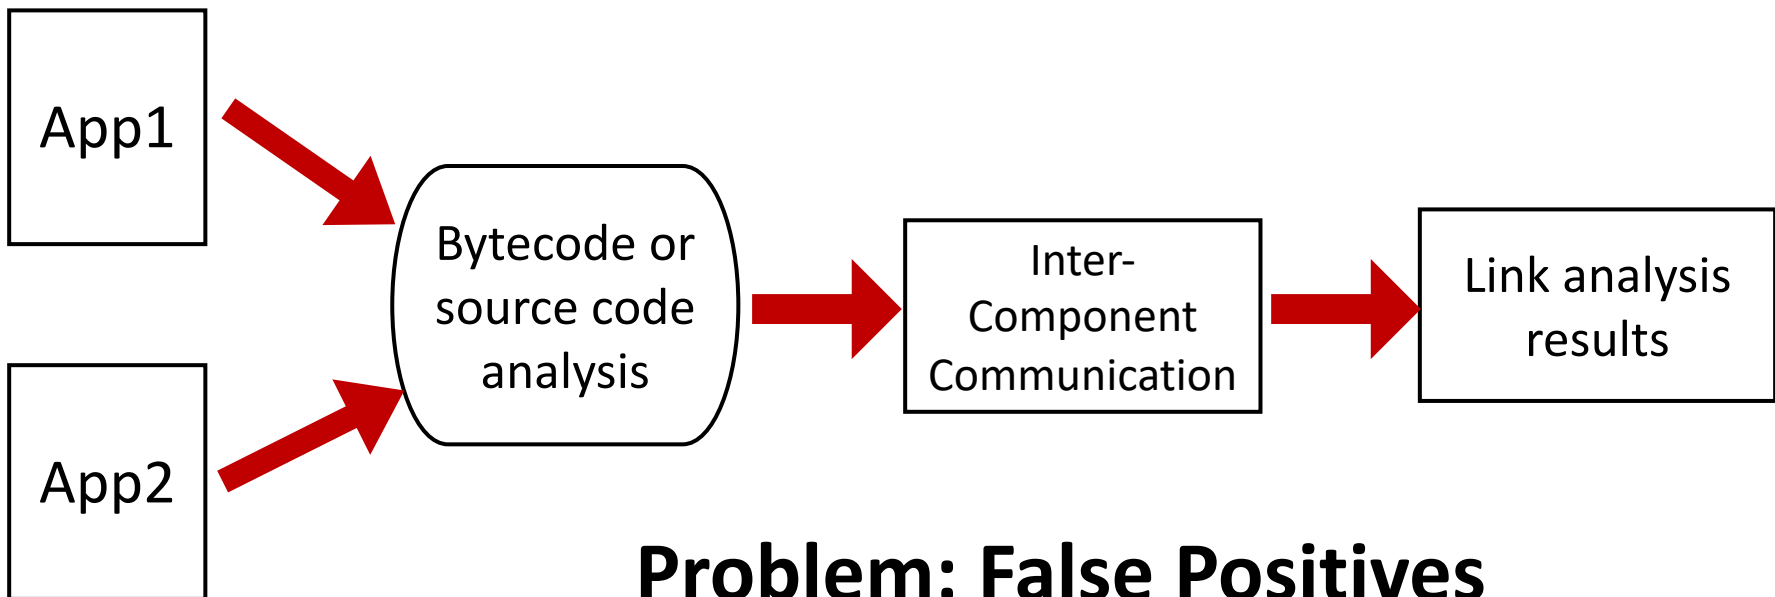 App1
Bytecode or
source code
analysis
Inter-
Component
Communication
Link analysis
results
App2
Problem: False Positives